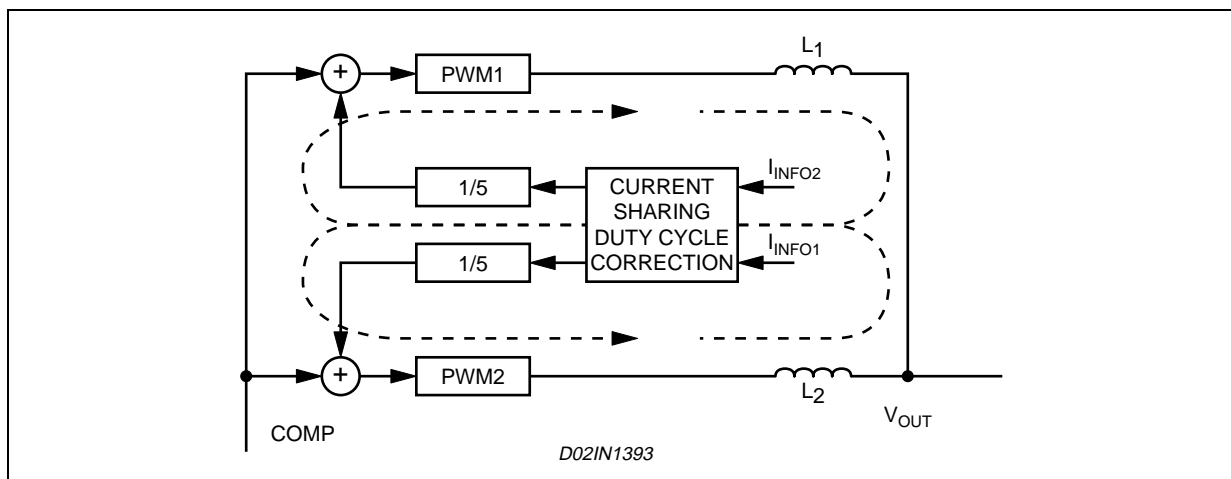 L1
+
PWM1
1/5
CURRENT
SHARING
DUTY CYCLE
CORRECTION
IINFO2
IINFO1
1/5
+
PWM2
L2
VOUT
COMP
D02IN1393